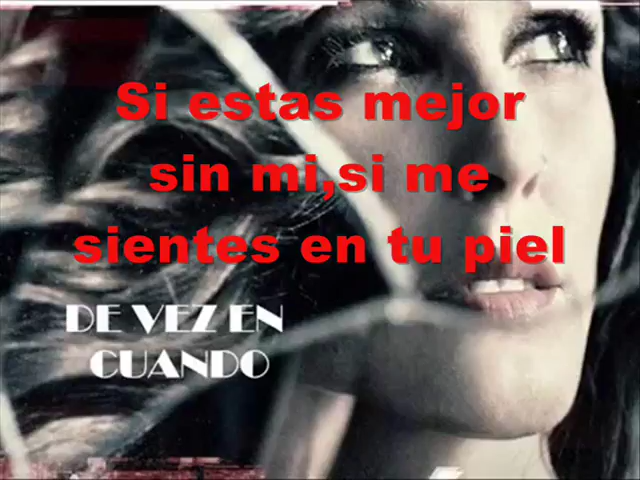 Si estas mejor
sin mi,si me
sientes en tu piel
DE VEZ EN
CUANDO